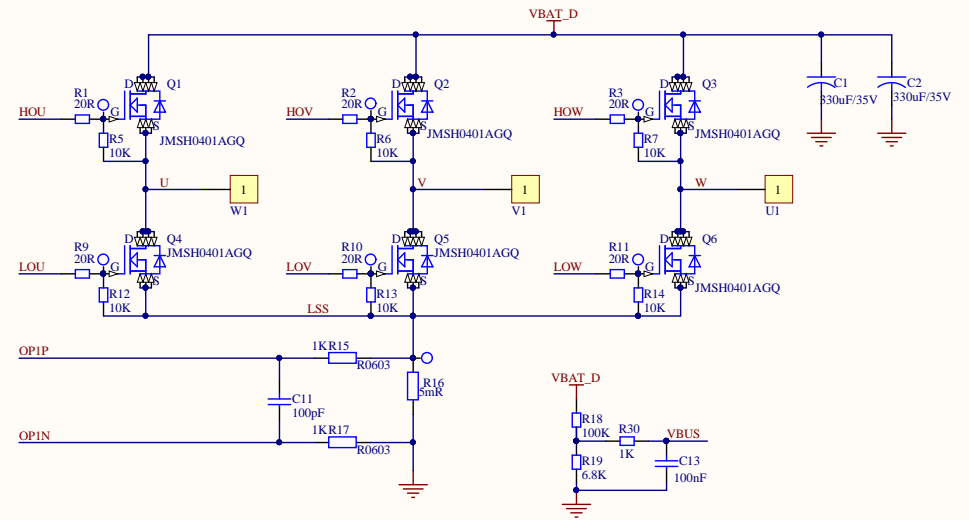 VBAT_D
D Q1
D Q2
D Q3
R1
20R
HOU
G
S
JMSH0401AGQ
R5
10K
R2
20R
HOV
G
S
JMSH0401AGQ
R6
10K
R3
20R
HOW
G
S
JMSH0401AGQ
R7
10K
C1
330uF/35V
C2
330uF/35V
U
1
W1
V
1
V1
W
1
U1
D Q4
JMSH0401AGQ
R9
20R
LOU
G
S
R12
10K
D Q5
JMSH0401AGQ
R10
20R
LOV
G
S
R13
10K
D Q6
R11
20R
LOW
G
S
JMSH0401AGQ
R14
10K
LSS
OP1P
1KR15
R0603
R16
5mR
C11
100pF
OP1N
1KR17
R0603
VBAT_D
R18
100K
R30
1K
VBUS
R19
6.8K
C13
100nF